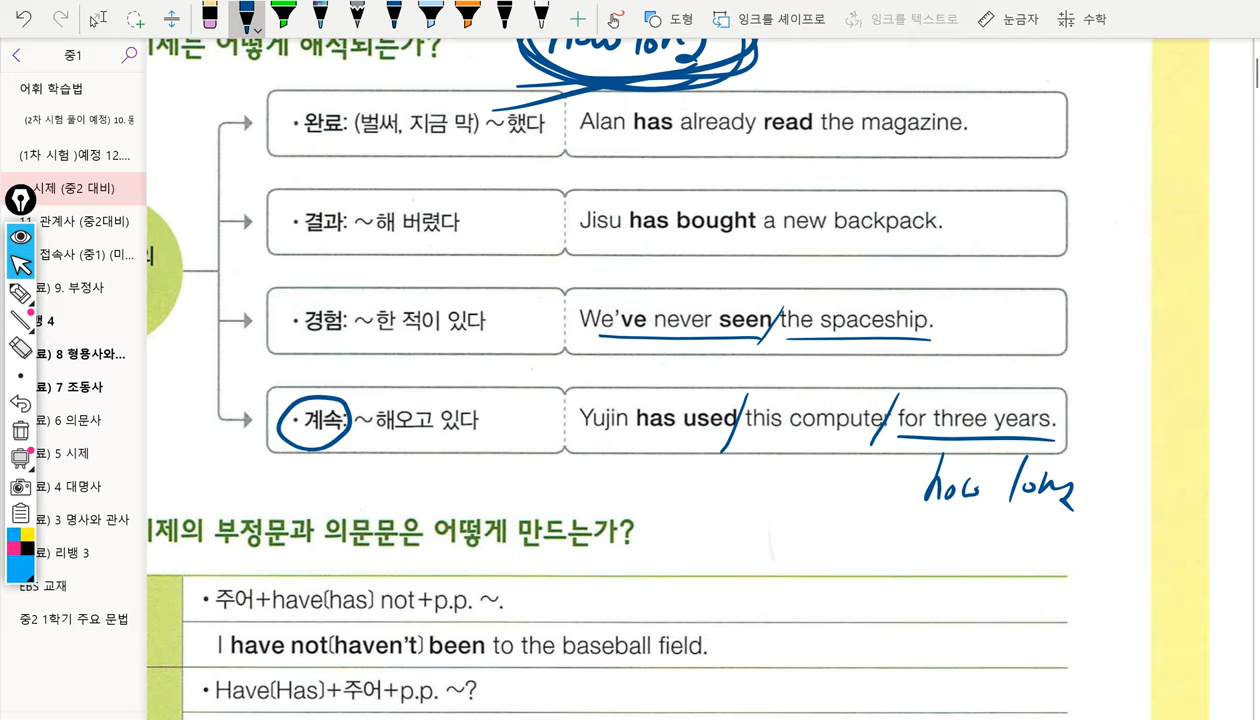 도형 잉크를 셰이프로 잉크를 텍스트로 눈금자 수학
중1
어휘 학습법
(2차 시험 풀이 예정) 10. 동
(1차 시험 )예정 12....
시제 (중2 대비)
11. 관계사 (중2대비)
접속사 (중1) (미...
료) 9. 부정사
뱅 4
료) 8 형용사와...
료) 7 조동사
료) 6 의문사
료) 5 시제
료) 4 대명사
료) 3 명사와 관사
료) 리뱅 3
EBS 교재
중2 1학기 주요 문법
제는 어떻게 해석되는가?
how long
• 완료: (벌써, 지금 막) ～했다 Alan has already read the magazine.
• 결과: ～해 버렸다 Jisu has bought a new backpack.
의
• 경험: ～한 적이 있다 We've never seen the spaceship.
• 계속: ～해오고 있다 Yujin has used this computer for three years.
how long
제의 부정문과 의문문은 어떻게 만드는가?
• 주어+have(has) not+p.p. ～.
I have not(haven't) been to the baseball field.
• Have(Has)+주어+p.p. ～?